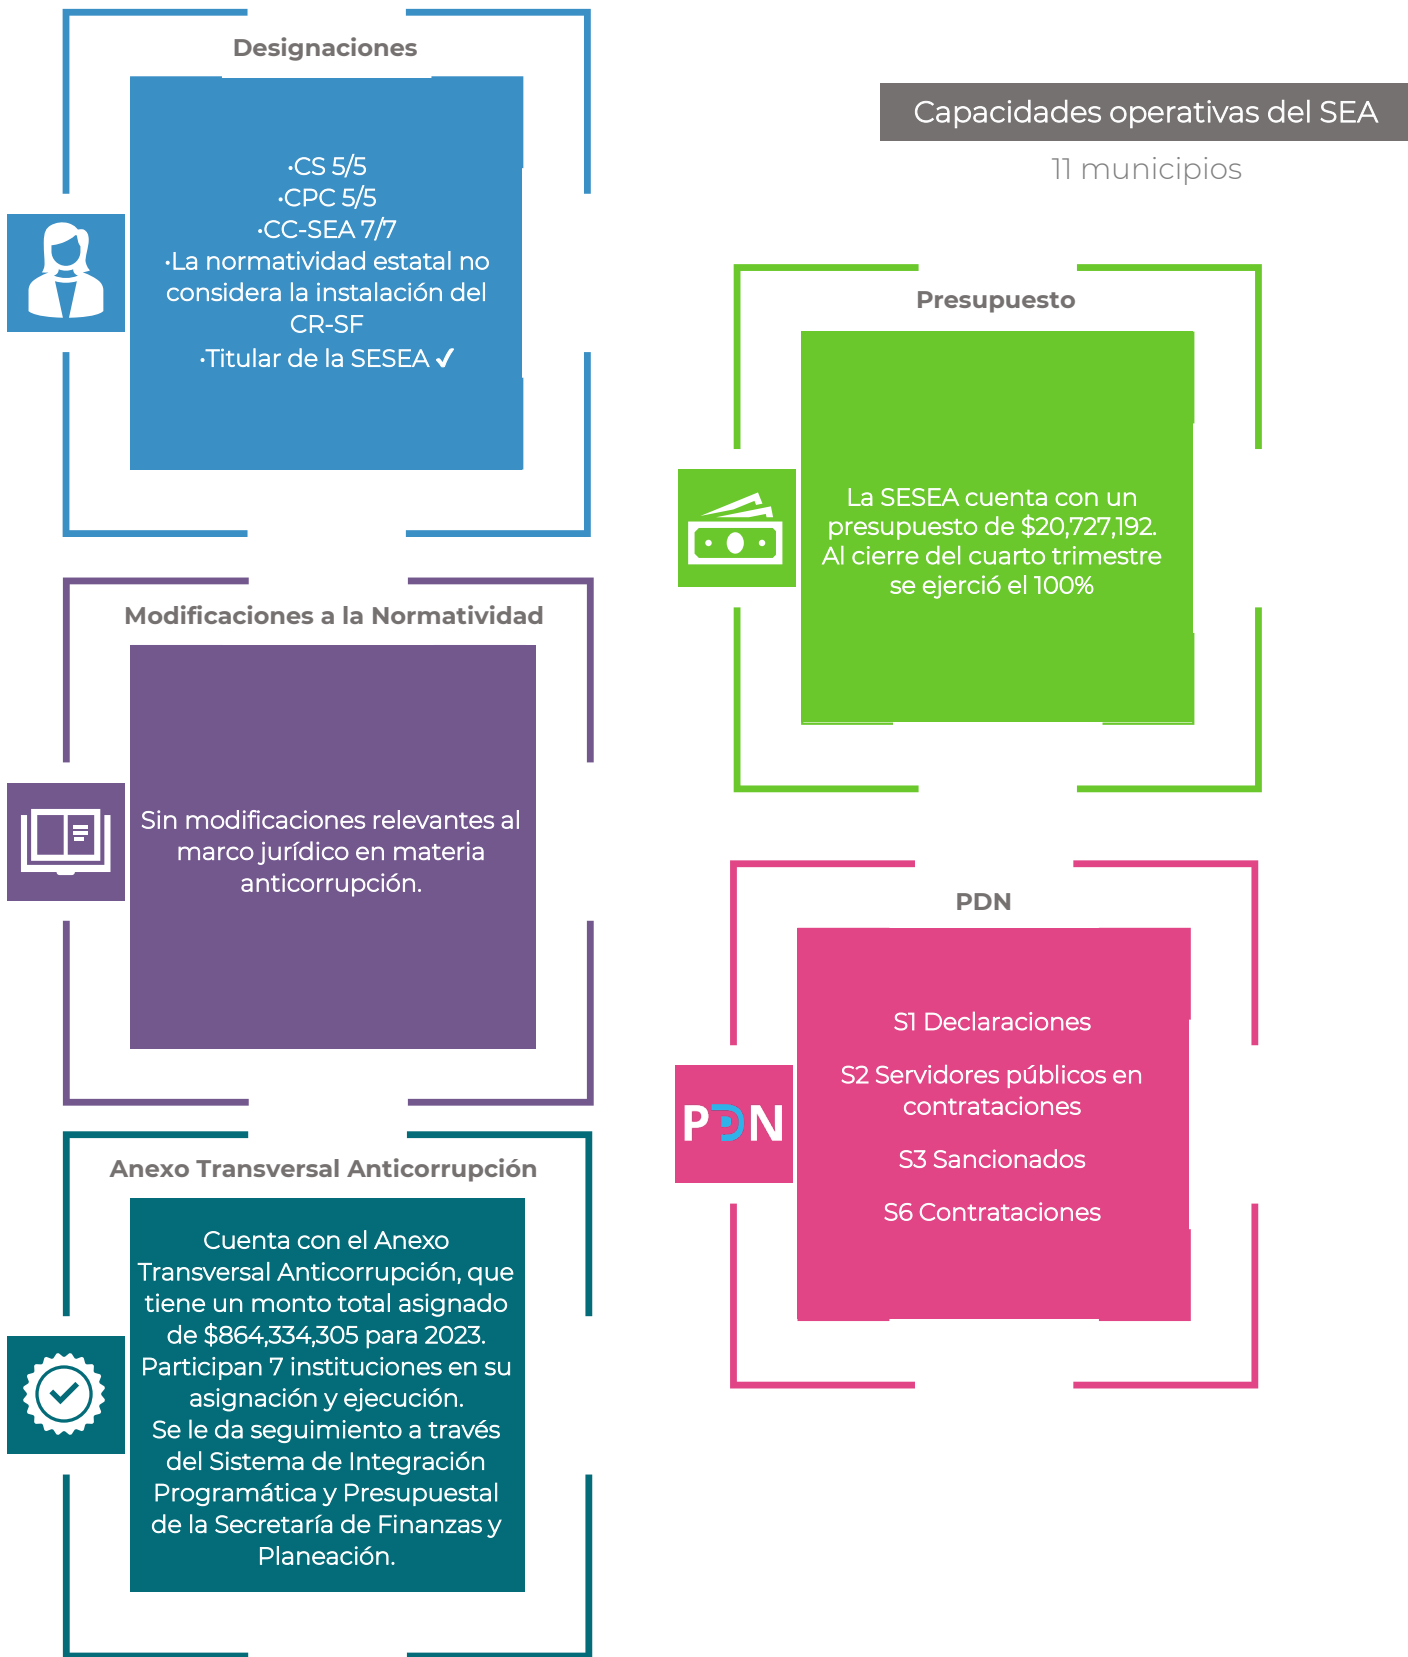 Designaciones
•CS 5/5
•CPC 5/5
•CC-SEA 7/7
•La normatividad estatal no
considera la instalación del
CR-SF
•Titular de la SESEA ✔
Modificaciones a la Normatividad
Sin modificaciones relevantes al
marco jurídico en materia
anticorrupción.
Anexo Transversal Anticorrupción
Cuenta con el Anexo
Transversal Anticorrupción, que
tiene un monto total asignado
de $864,334,305 para 2023.
Participan 7 instituciones en su
asignación y ejecución.
Se le da seguimiento a través
del Sistema de Integración
Programática y Presupuestal
de la Secretaría de Finanzas y
Planeación.
Capacidades operativas del SEA
11 municipios
Presupuesto
La SESEA cuenta con un
presupuesto de $20,727,192.
Al cierre del cuarto trimestre
se ejerció el 100%
PDN
PDN
S1 Declaraciones
S2 Servidores públicos en
contrataciones
S3 Sancionados
S6 Contrataciones